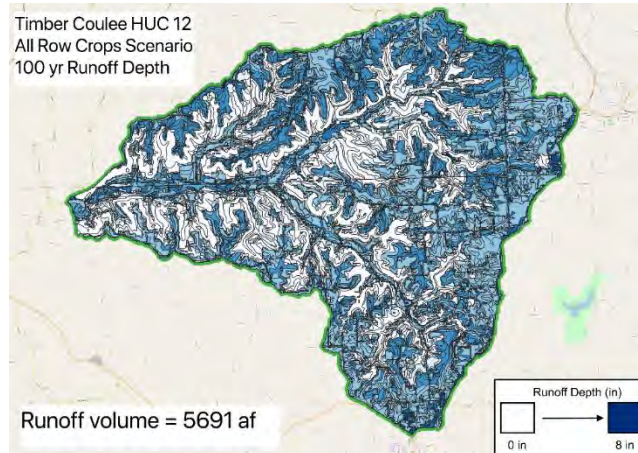 Timber Coulee HUC 12
All Row Crops Scenario
100 yr Runoff Depth
Runoff volume = 5691 af
Runoff Depth (in)
0 in
8 in